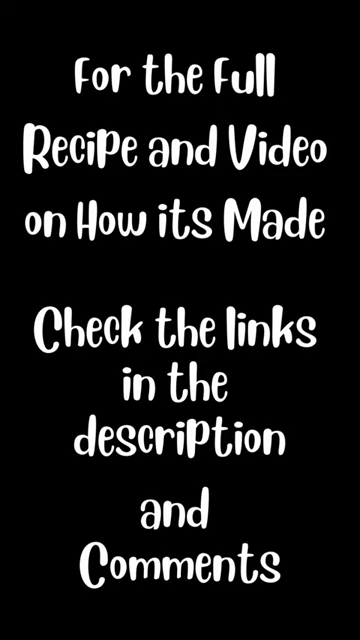 For the Full
Recipe and Video
on How its Made
Check the links
in the
description
and
Comments